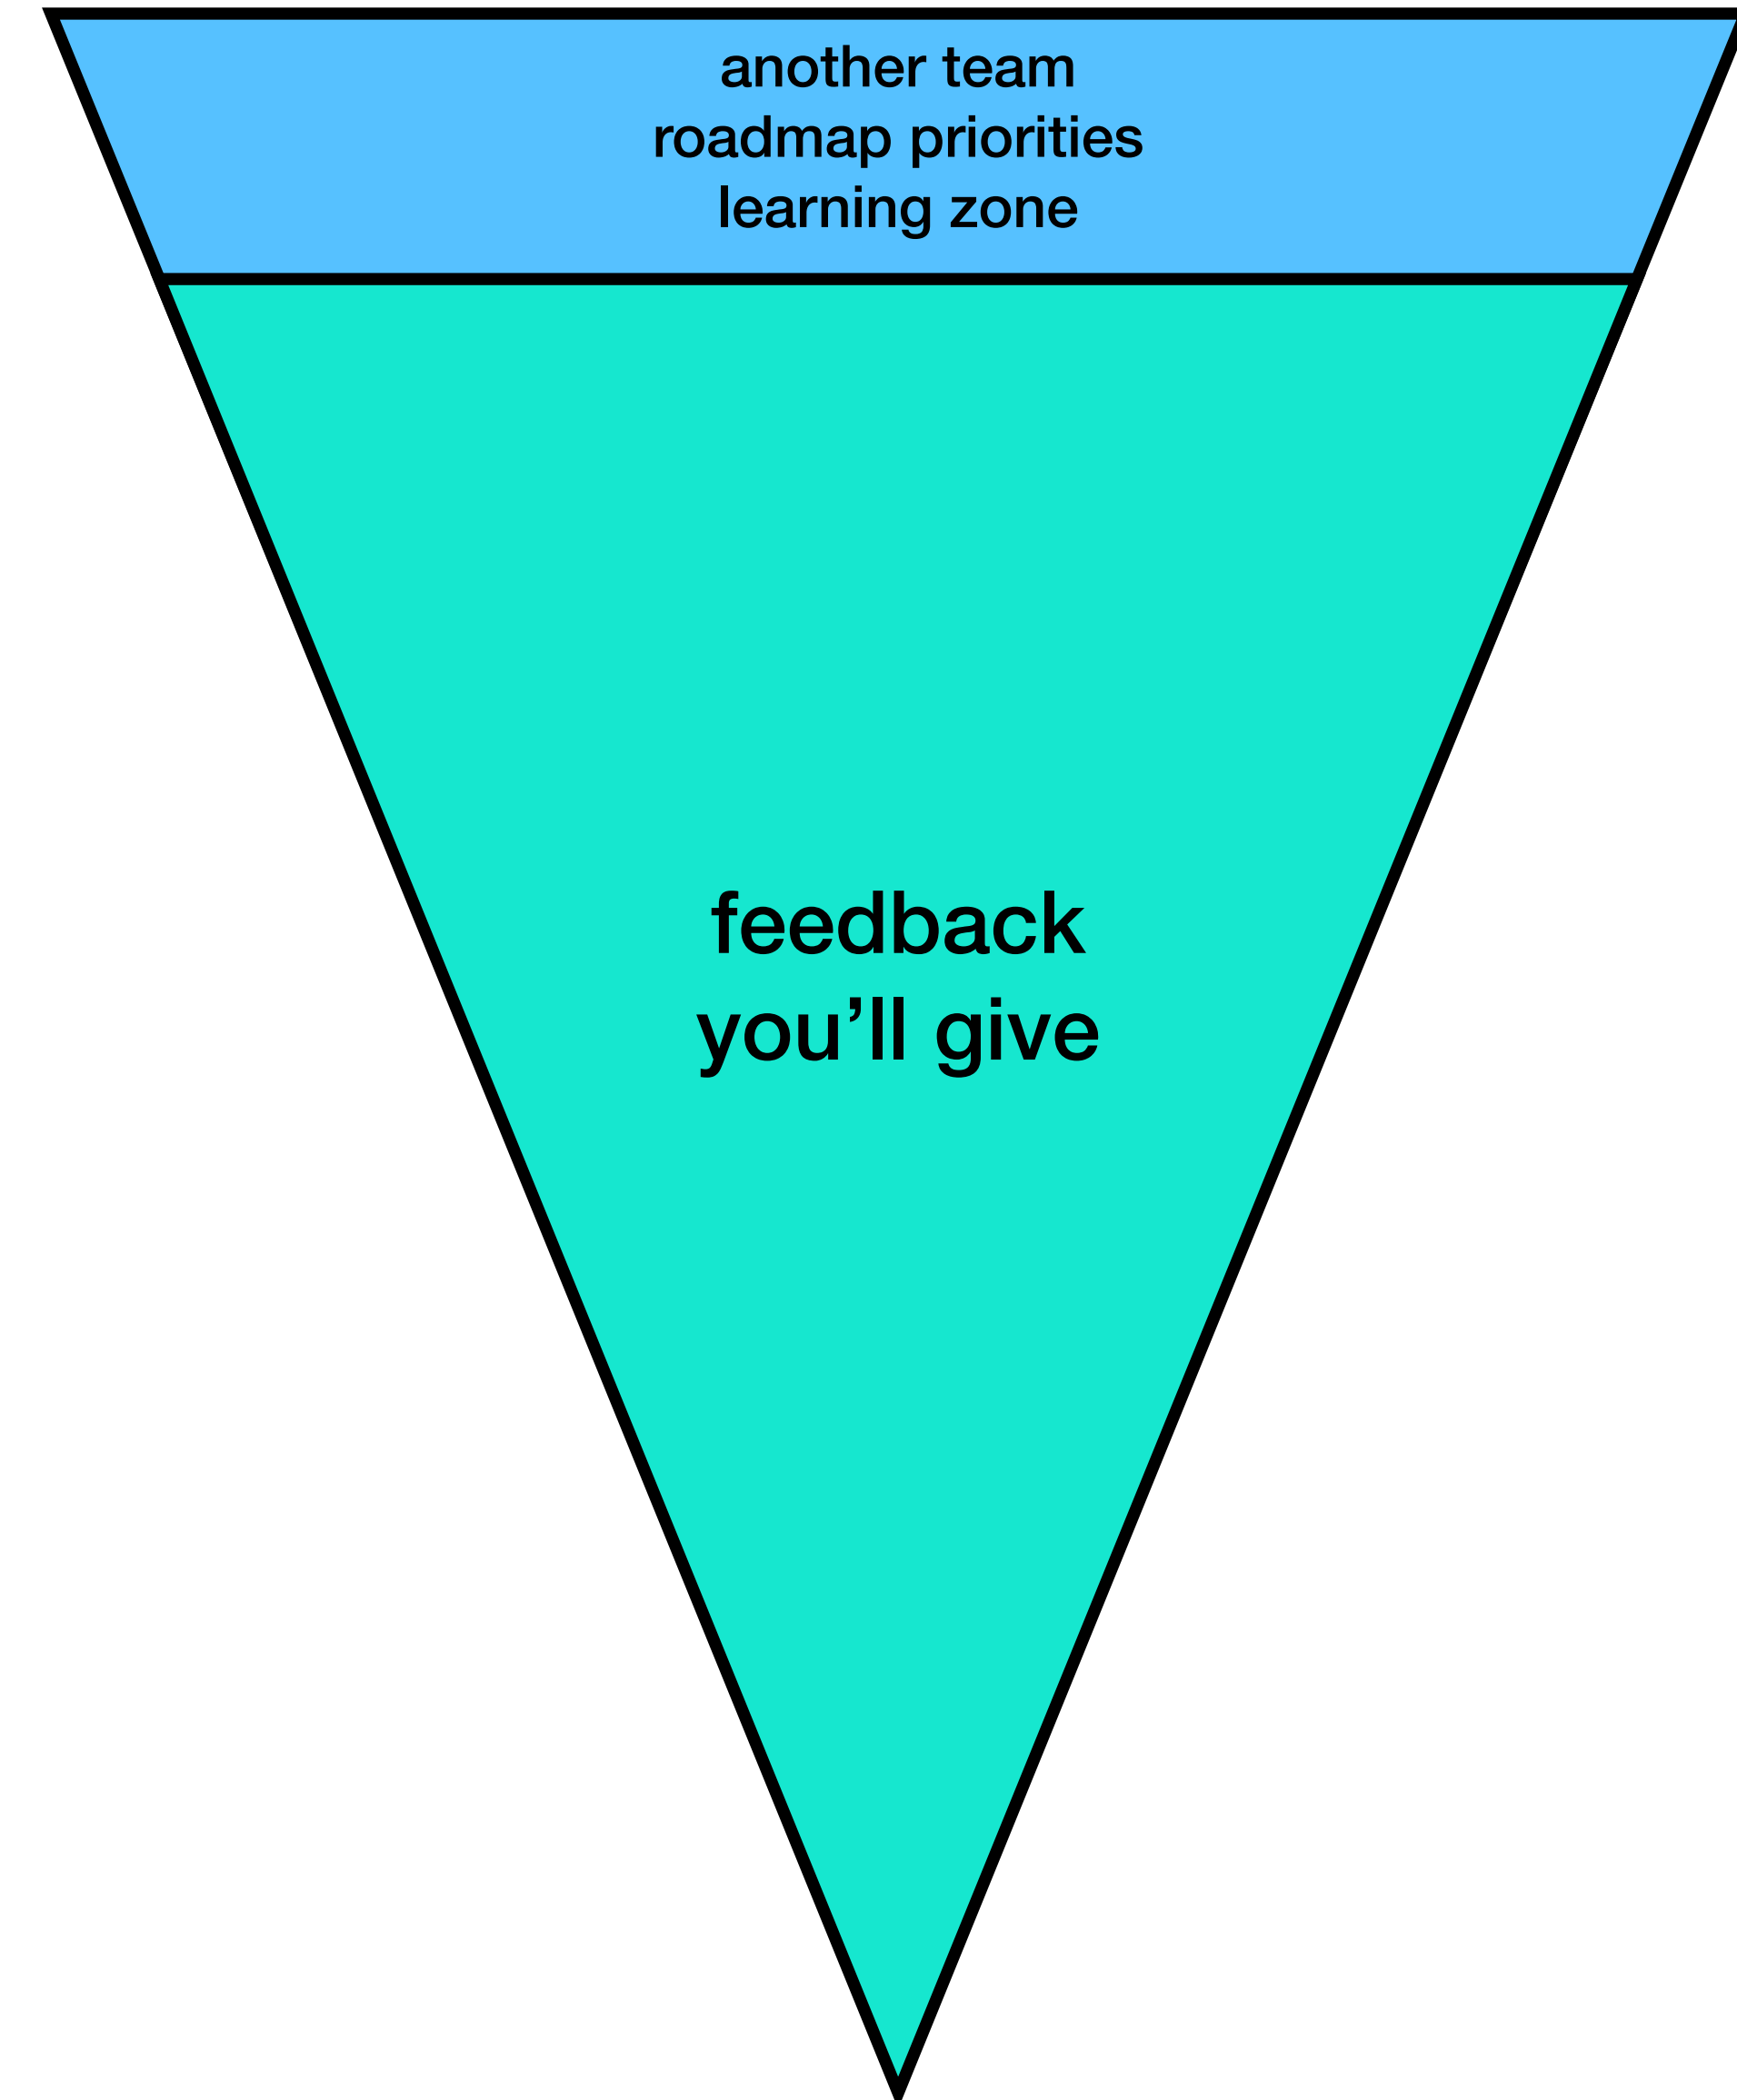 another team
roadmap priorities
learning zone
feedback
you’ll give